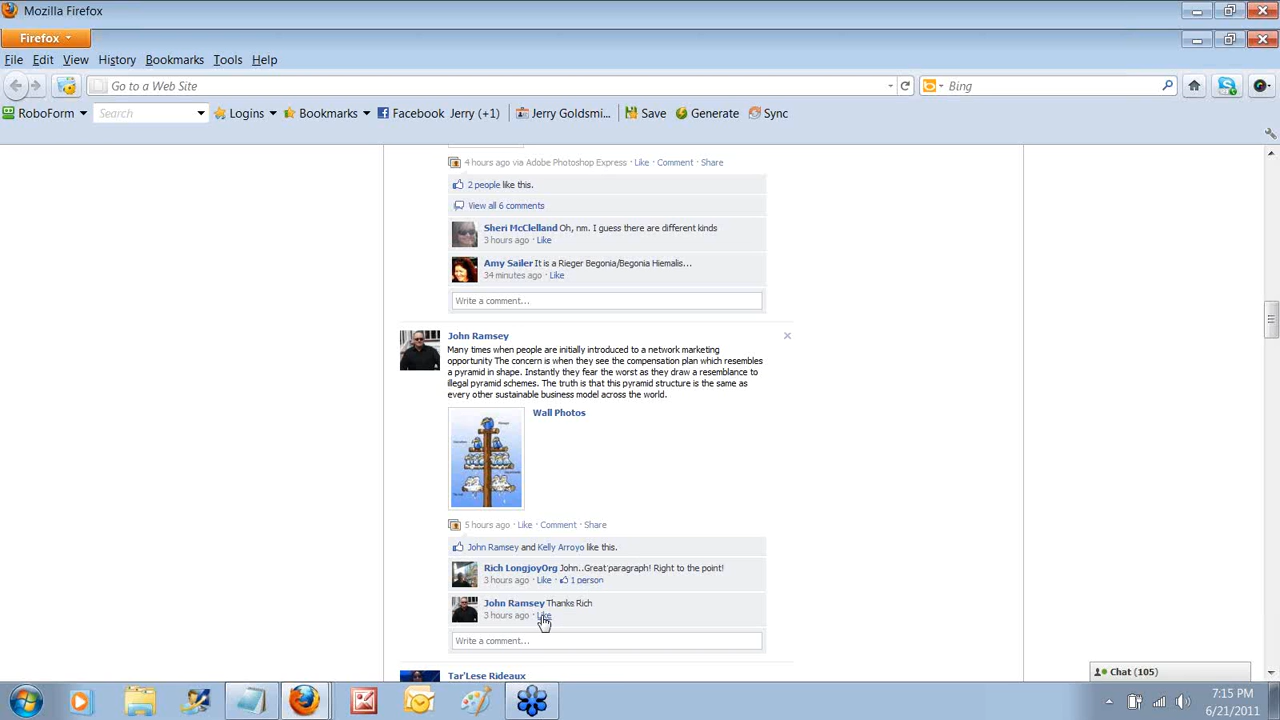 Mozilla Firefox
Firefox
File Edit View History Bookmarks Tools Help
Go to a Web Site
Bing
RoboForm
Search
Logins
Bookmarks
Facebook
Jerry (+1)
Jerry Goldsmi...
Save
Generate
Sync
4 hours ago via Adobe Photoshop Express · Like · Comment · Share
2 people like this.
View all 6 comments
Sheri McClelland Oh, nm. I guess there are different kinds
3 hours ago · Like
Amy Sailer It is a Rieger Begonia/Begonia Hiemalis...
34 minutes ago · Like
Write a comment...
John Ramsey
Many times when people are initially introduced to a network marketing
opportunity The concern is when they see the compensation plan which resembles
a pyramid in shape. Instantly they fear the worst as they draw a resemblance to
illegal pyramid schemes. The truth is that this pyramid structure is the same as
every other sustainable business model across the world.
Wall Photos
5 hours ago · Like · Comment · Share
John Ramsey and Kelly Arroyo like this.
Rich LongjoyOrg John..Great paragraph! Right to the point!
3 hours ago · Like · 1 person
John Ramsey Thanks Rich
3 hours ago · Like
Write a comment...
Tar'Lese Rideaux
Chat (105)
7:15 PM
6/21/2011